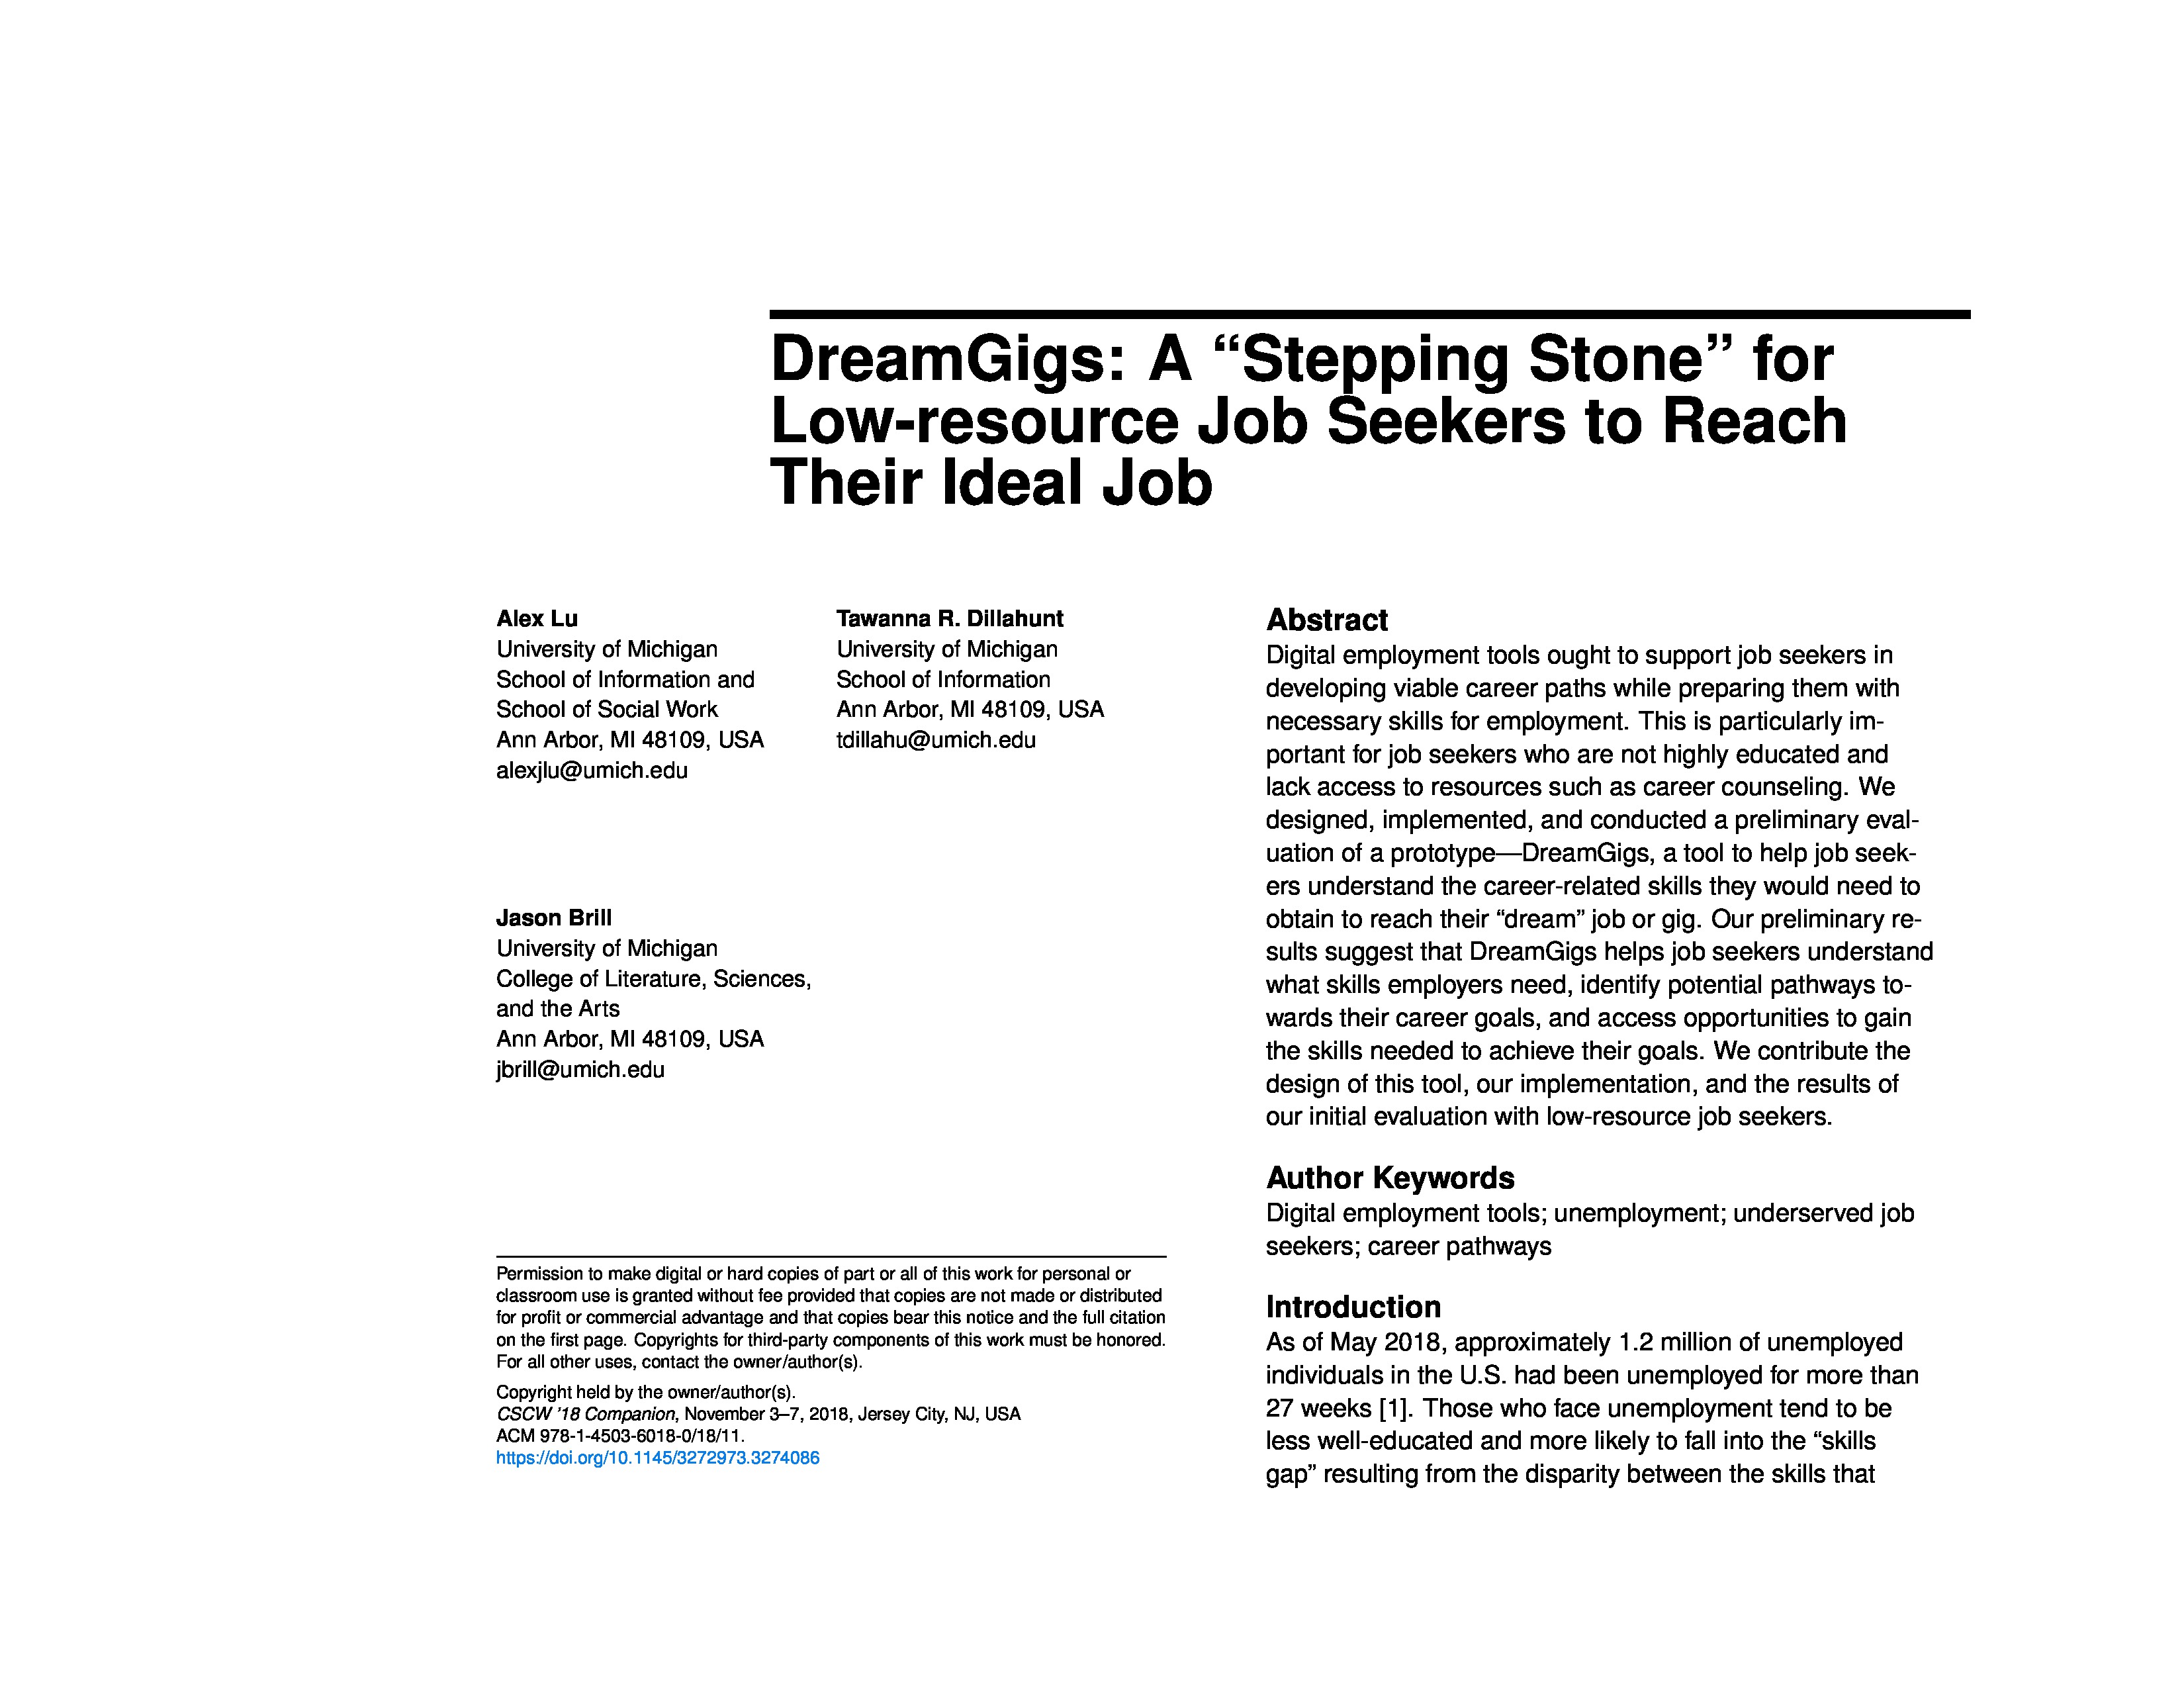 DreamGigs: A “Stepping Stone” for
Low-resource Job Seekers to Reach
Their Ideal Job
Alex Lu
University of Michigan
School of Information and
School of Social Work
Ann Arbor, MI 48109, USA
alexjlu@umich.edu
Tawanna R. Dillahunt
University of Michigan
School of Information
Ann Arbor, MI 48109, USA
tdillahu@umich.edu
Jason Brill
University of Michigan
College of Literature, Sciences,
and the Arts
Ann Arbor, MI 48109, USA
jbrill@umich.edu
Permission to make digital or hard copies of part or all of this work for personal or
classroom use is granted without fee provided that copies are not made or distributed
for profit or commercial advantage and that copies bear this notice and the full citation
on the first page. Copyrights for third-party components of this work must be honored.
For all other uses, contact the owner/author(s).
Copyright held by the owner/author(s).
CSCW ’18 Companion, November 3–7, 2018, Jersey City, NJ, USA
ACM 978-1-4503-6018-0/18/11.
https://doi.org/10.1145/3272973.3274086
Abstract
Digital employment tools ought to support job seekers in
developing viable career paths while preparing them with
necessary skills for employment. This is particularly im-
portant for job seekers who are not highly educated and
lack access to resources such as career counseling. We
designed, implemented, and conducted a preliminary eval-
uation of a prototype—DreamGigs, a tool to help job seek-
ers understand the career-related skills they would need to
obtain to reach their “dream” job or gig. Our preliminary re-
sults suggest that DreamGigs helps job seekers understand
what skills employers need, identify potential pathways to-
wards their career goals, and access opportunities to gain
the skills needed to achieve their goals. We contribute the
design of this tool, our implementation, and the results of
our initial evaluation with low-resource job seekers.
Author Keywords
Digital employment tools; unemployment; underserved job
seekers; career pathways
Introduction
As of May 2018, approximately 1.2 million of unemployed
individuals in the U.S. had been unemployed for more than
27 weeks [1]. Those who face unemployment tend to be
less well-educated and more likely to fall into the “skills
gap” resulting from the disparity between the skills that